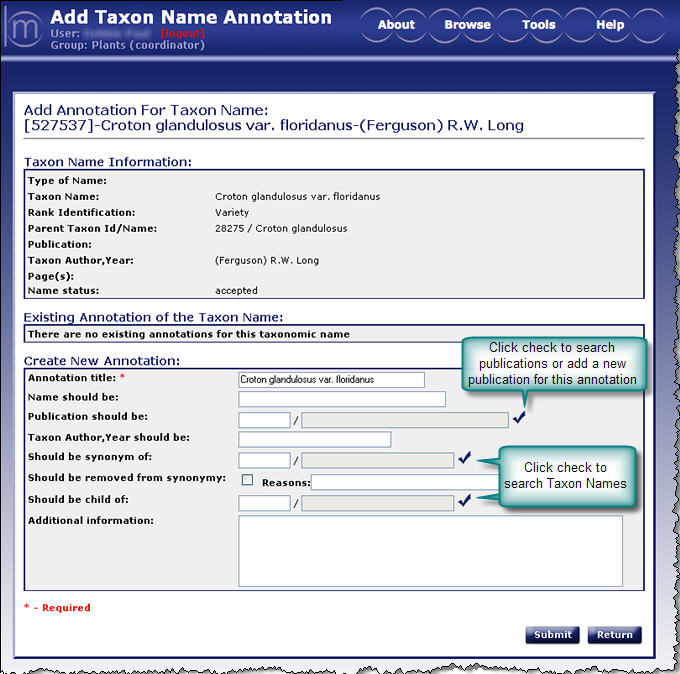 m Add Taxon Name Annotation
User: [logout]
Group: Plants (coordinator)
About Browse Tools Help
Add Annotation For Taxon Name:
[527537]-Croton glandulosus var. floridanus-(Ferguson) R.W. Long
Taxon Name Information:
Type of Name:
Taxon Name: Croton glandulosus var. floridanus
Rank Identification: Variety
Parent Taxon Id/Name: 28275 / Croton glandulosus
Publication:
Taxon Author,Year: (Ferguson) R.W. Long
Page(s):
Name status: accepted
Existing Annotation of the Taxon Name:
There are no existing annotations for this taxonomic name
Click check to search
publications or add a new
publication for this annotation
Create New Annotation:
Annotation title: * Croton glandulosus var. floridanus
Name should be:
Publication should be: /
Taxon Author,Year should be:
Should be synonym of: /
Click check to
search Taxon Names
Should be removed from synonymy: Reasons:
Should be child of: /
Additional information:
* - Required
Submit Return